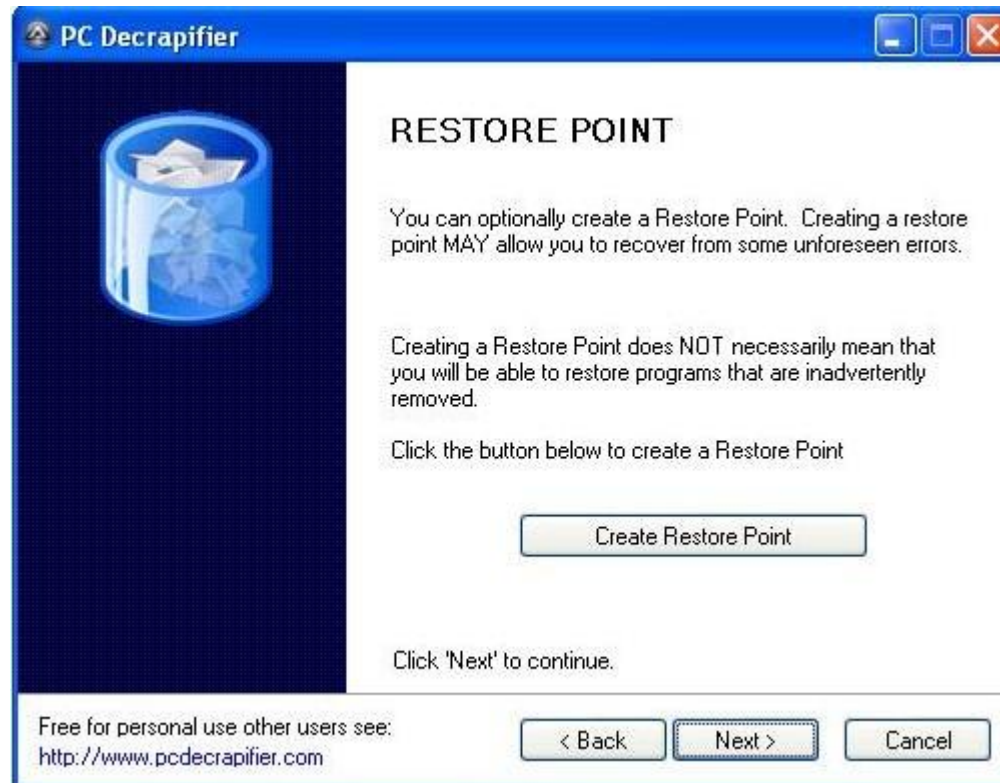 PC Decrapifier
RESTORE POINT
You can optionally create a Restore Point. Creating a restore
point MAY allow you to recover from some unforeseen errors.
Creating a Restore Point does NOT necessarily mean that
you will be able to restore programs that are inadvertently
removed.
Click the button below to create a Restore Point
Create Restore Point
Click 'Next' to continue.
Free for personal use other users see:
http://www.pcdecrapifier.com
< Back
Next >
Cancel